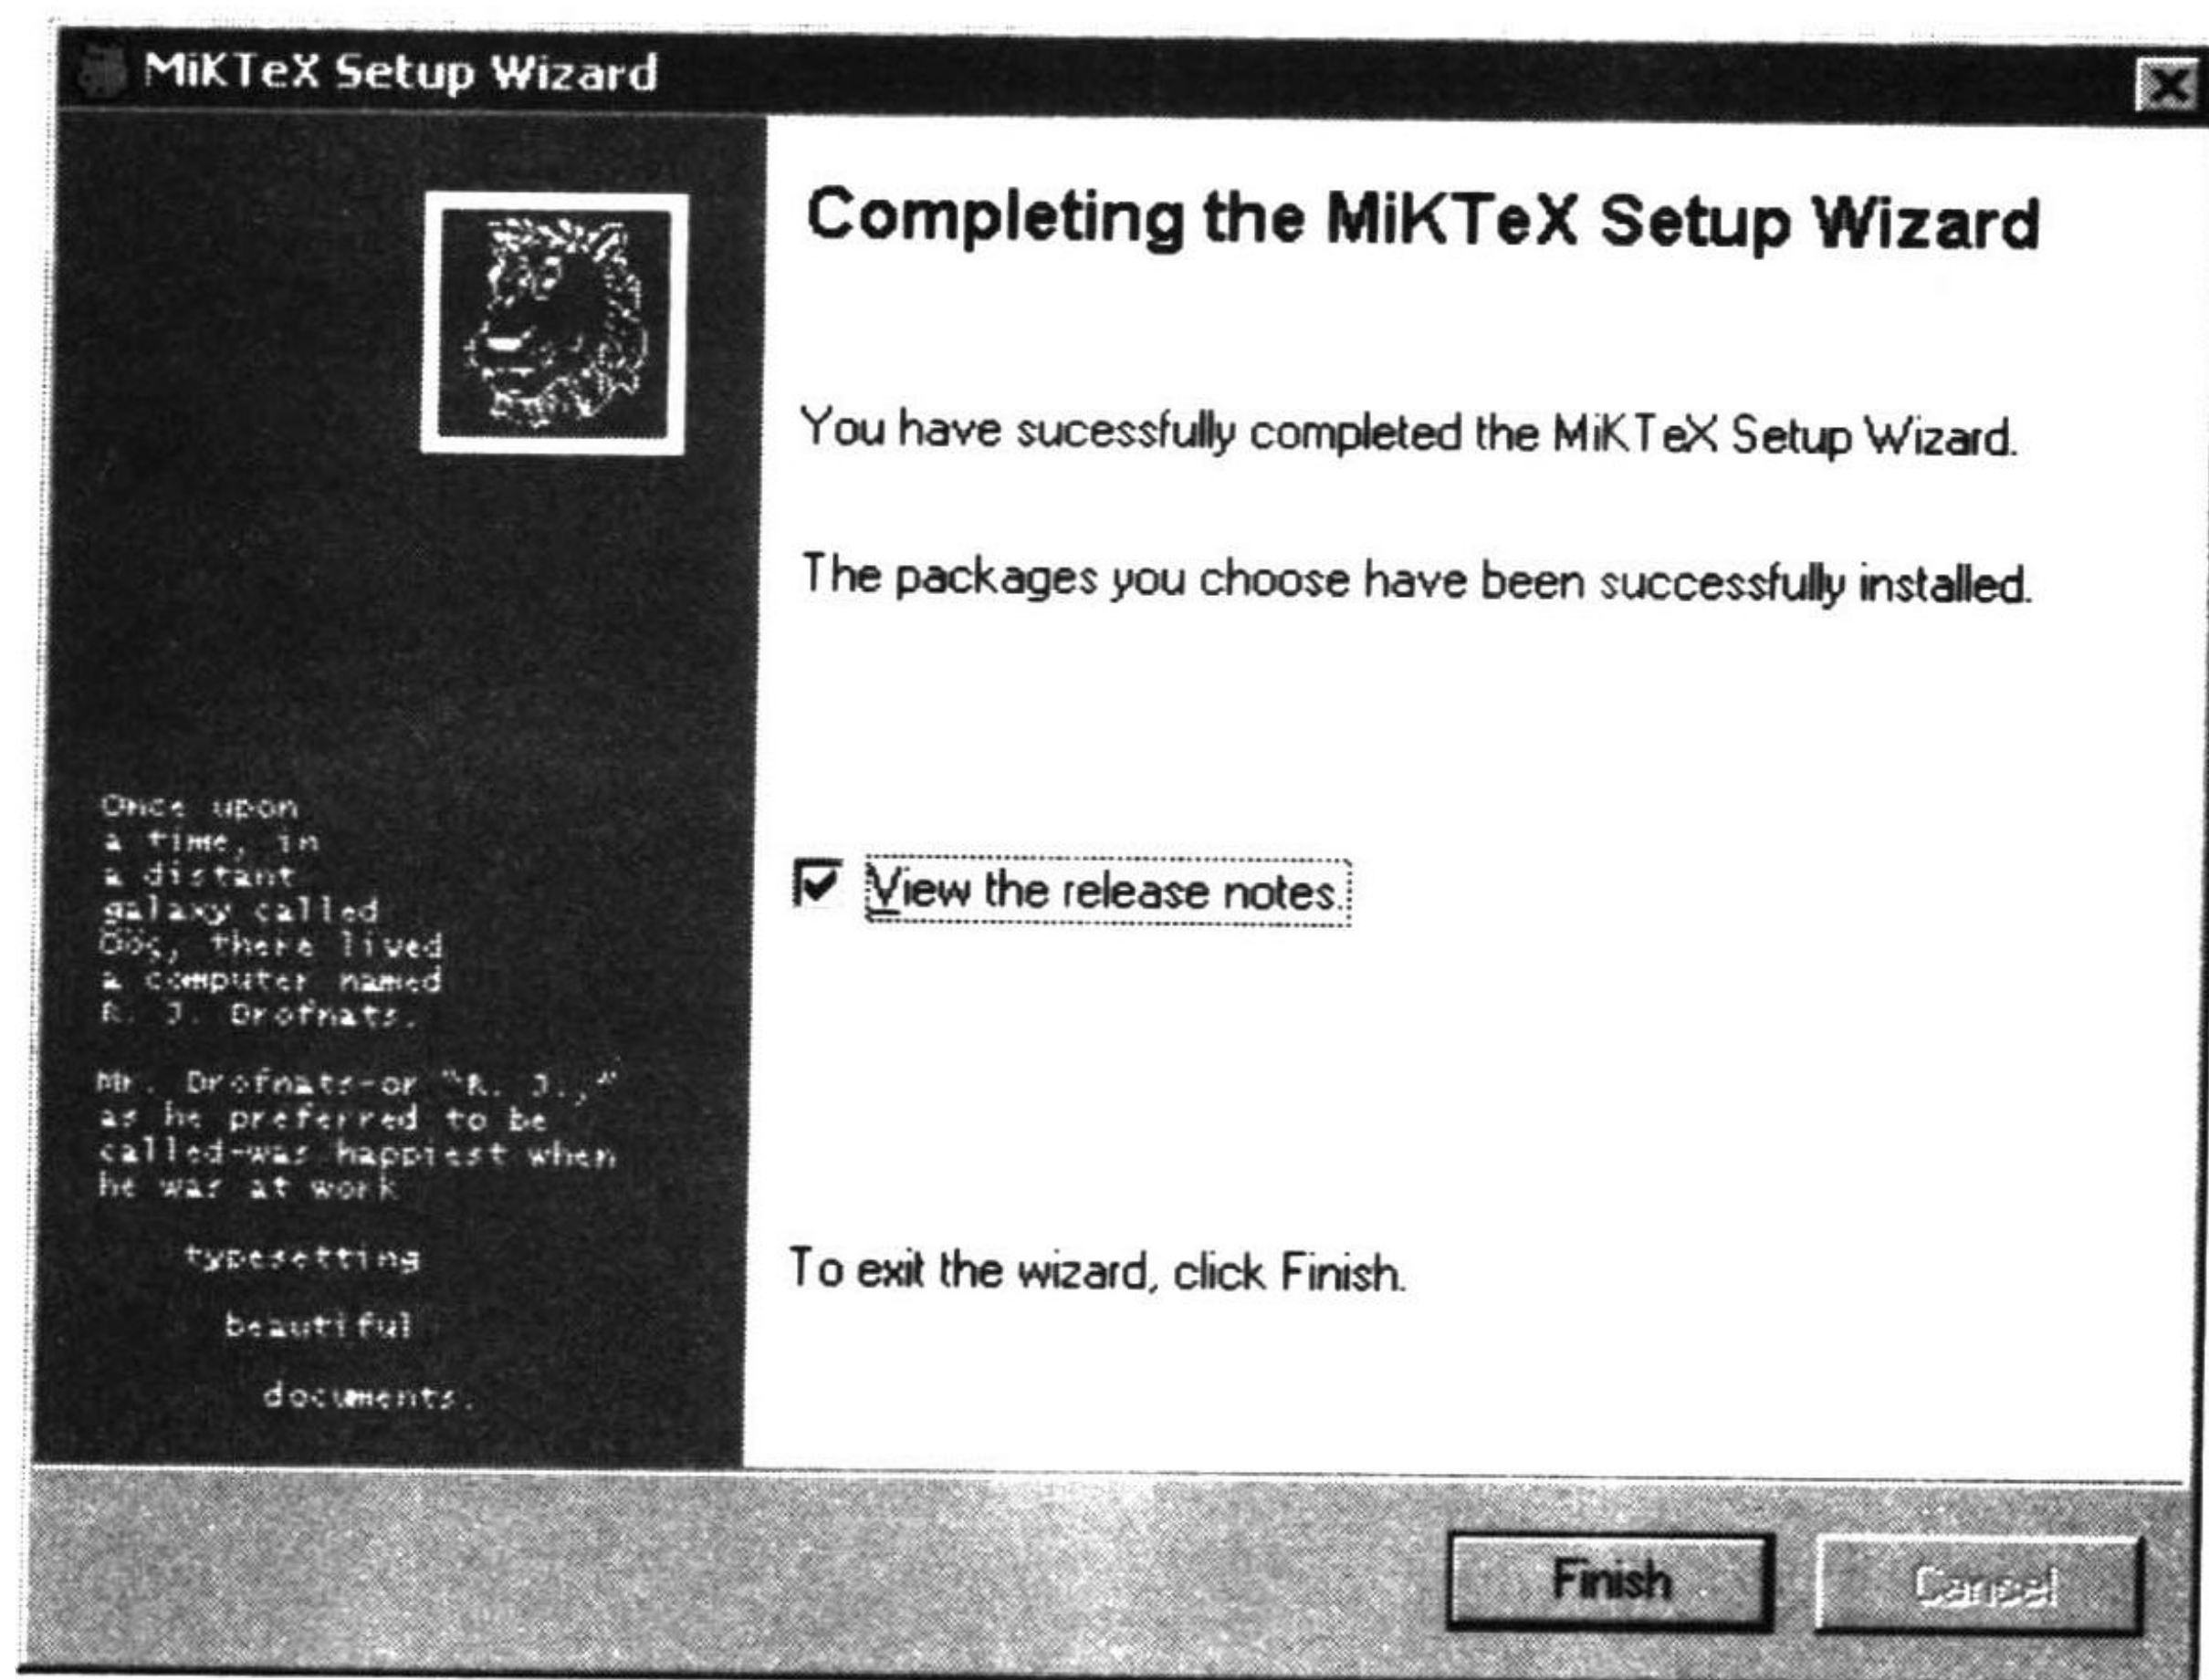 MiKTeX Setup Wizard
Completing the MiKTeX Setup Wizard
You have sucessfully completed the MiKTeX Setup Wizard.
The packages you choose have been successfully installed.
View the release notes.
To exit the wizard, click Finish.
Once upon
a time, in
a distant
galaxy called
Ööç, there lived
a computer named
R. J. Drofnats.
Mr. Drofnats-or "R. J.,"
as he preferred to be
called-was happiest when
he was at work
typesetting
beautiful
documents.
Finish
Cancel